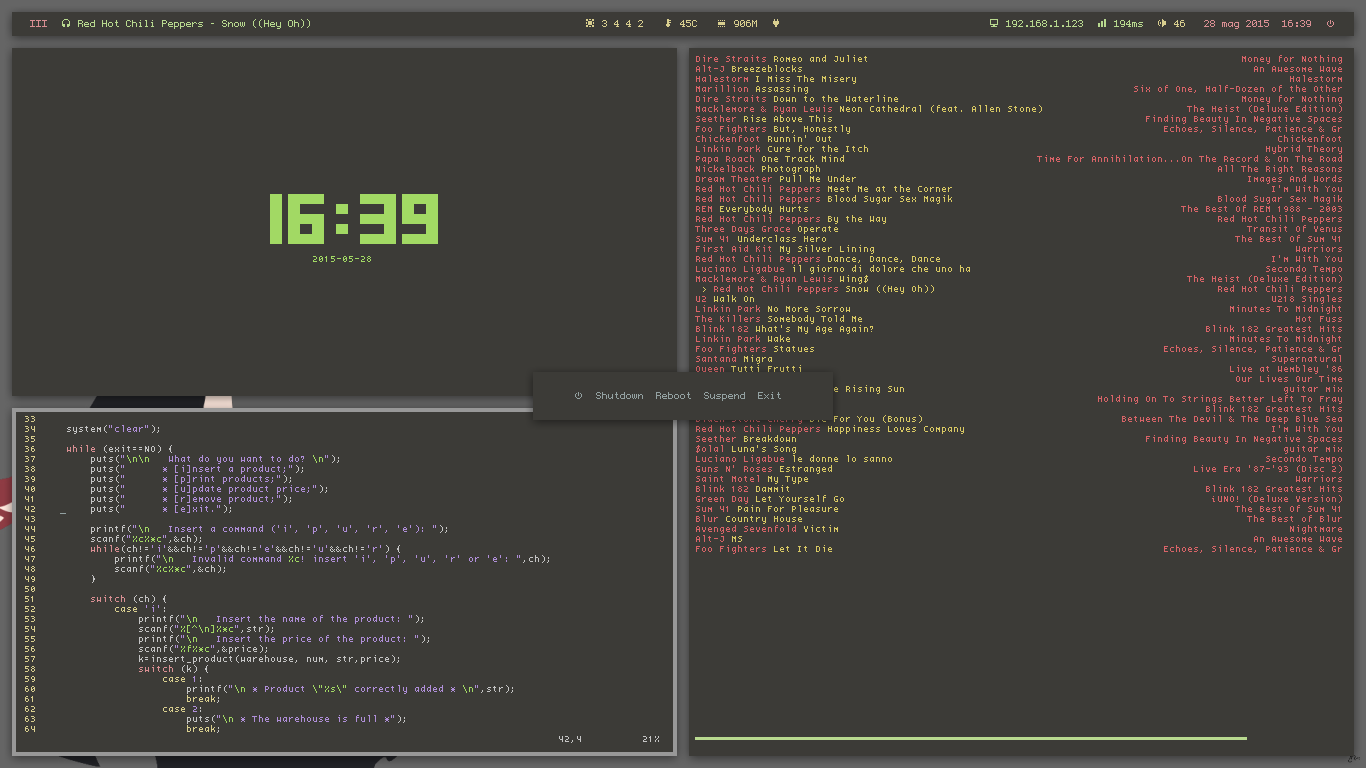 III Red Hot Chili Peppers - Snow ((Hey Oh)) 3 4 4 2 45C 906M 192.168.1.123 194ms 46 28 mag 2015 16:39
16:39
2015-05-28
Dire Straits Romeo and Juliet Money for Nothing
Alt-J Breezeblocks An Awesome Wave
Halestorm I Miss The Misery Halestorm
Marillion Assassing Six of One, Half-Dozen of the Other
Dire Straits Down to the Waterline Money for Nothing
Macklemore & Ryan Lewis Neon Cathedral (feat. Allen Stone) The Heist (Deluxe Edition)
Seether Rise Above This Finding Beauty In Negative Spaces
Foo Fighters But, Honestly Echoes, Silence, Patience & Gr
Chickenfoot Runnin' Out Chickenfoot
Linkin Park Cure for the Itch Hybrid Theory
Papa Roach One Track Mind Time For Annihilation...On The Record & On The Road
Nickelback Photograph All The Right Reasons
Dream Theater Pull Me Under Images And Words
Red Hot Chili Peppers Meet Me at the Corner I'm With You
Red Hot Chili Peppers Blood Sugar Sex Magik Blood Sugar Sex Magik
REM Everybody Hurts The Best Of REM 1988 - 2003
Red Hot Chili Peppers By the Way Red Hot Chili Peppers
Three Days Grace Operate Transit Of Venus
Sum 41 Underclass Hero The Best Of Sum 41
First Aid Kit My Silver Lining Warriors
Red Hot Chili Peppers Dance, Dance, Dance I'm With You
Luciano Ligabue il giorno di dolore che uno ha Secondo Tempo
Macklemore & Ryan Lewis Wing$ The Heist (Deluxe Edition)
> Red Hot Chili Peppers Snow ((Hey Oh)) Red Hot Chili Peppers
U2 Walk On U218 Singles
Linkin Park No More Sorrow Minutes To Midnight
The Killers Somebody Told Me Hot Fuss
Blink 182 What's My Age Again? Blink 182 Greatest Hits
Linkin Park Wake Minutes To Midnight
Foo Fighters Statues Echoes, Silence, Patience & Gr
Santana Migra Supernatural
Queen Tutti Frutti Live at Wembley '86
Our Lives Our Time
e Rising Sun guitar mix
Holding On To Strings Better Left To Fray
Blink 182 Greatest Hits
For You (Bonus) Between The Devil & The Deep Blue Sea
Red Hot Chili Peppers Happiness Loves Company I'm With You
Seether Breakdown Finding Beauty In Negative Spaces
$olal Luna's Song guitar mix
Luciano Ligabue le donne lo sanno Secondo Tempo
Guns N' Roses Estranged Live Era '87-'93 (Disc 2)
Saint Motel My Type Warriors
Blink 182 Dammit Blink 182 Greatest Hits
Green Day Let Yourself Go ¡UNO! (Deluxe Version)
Sum 41 Pain For Pleasure The Best Of Sum 41
Blur Country House The Best of Blur
Avenged Sevenfold Victim Nightmare
Alt-J MS An Awesome Wave
Foo Fighters Let It Die Echoes, Silence, Patience & Gr
Shutdown Reboot Suspend Exit
33
34 system("clear");
35
36 while (exit==NO) {
37 puts("\n\n   What do you want to do? \n");
38 puts("      * [i]nsert a product;");
39 puts("      * [p]rint products;");
40 puts("      * [u]pdate product price;");
41 puts("      * [r]emove product;");
42 puts("      * [e]xit.");
43
44 printf("\n   Insert a command ('i', 'p', 'u', 'r', 'e'): ");
45 scanf("%c%*c",&ch);
46 while(ch!='i'&&ch!='p'&&ch!='e'&&ch!='u'&&ch!='r') {
47 printf("\n   Invalid command %c! insert 'i', 'p', 'u', 'r' or 'e': ",ch);
48 scanf("%c%*c",&ch);
49 }
50
51 switch (ch) {
52 case 'i':
53 printf("\n   Insert the name of the product: ");
54 scanf("%[^\n]%*c",str);
55 printf("\n   Insert the price of the product: ");
56 scanf("%f%*c",&price);
57 k=insert_product(warehouse, num, str,price);
58 switch (k) {
59 case 1:
60 printf("\n * Product \"%s\" correctly added * \n",str);
61 break;
62 case 2:
63 puts("\n * The warehouse is full *");
64 break;
42,4 21%